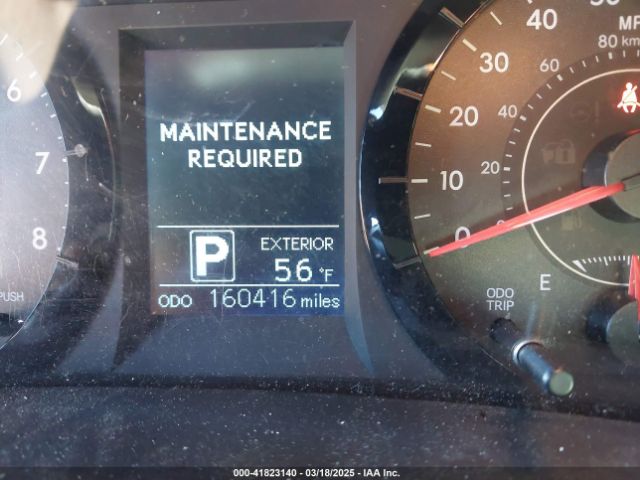 MAINTENANCE
REQUIRED
P
EXTERIOR
56 °F
ODO 160416 miles
6
7
8
PUSH
40
30
20
10
0
MP
80 km
60
40
20
ODO
TRIP
E
000-41823140 - 03/18/2025 - IAA Inc.